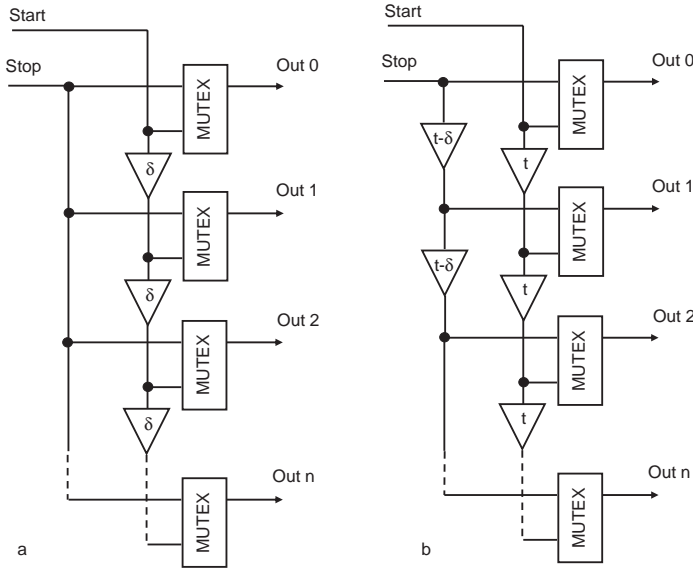 Start
Stop
Out 0
MUTEX
δ
Out 1
MUTEX
δ
Out 2
MUTEX
δ
Out n
MUTEX
a
Start
Stop
Out 0
MUTEX
t-δ
t
Out 1
MUTEX
t-δ
t
Out 2
MUTEX
t
Out n
MUTEX
b